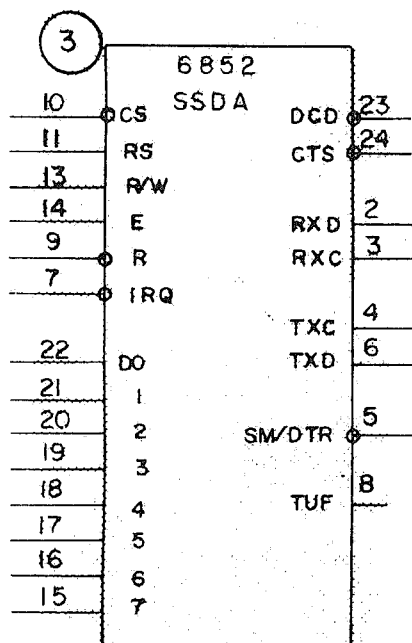 3
6852
SSDA
10 CS DCD 23
11 RS CTS 24
13 R/W
14 E RXD 2
9 R RXC 3
7 IRQ
TXC 4
22 D0 TXD 6
21 1
20 2 SM/DTR 5
19 3
18 4 TUF 8
17 5
16 6
15 7